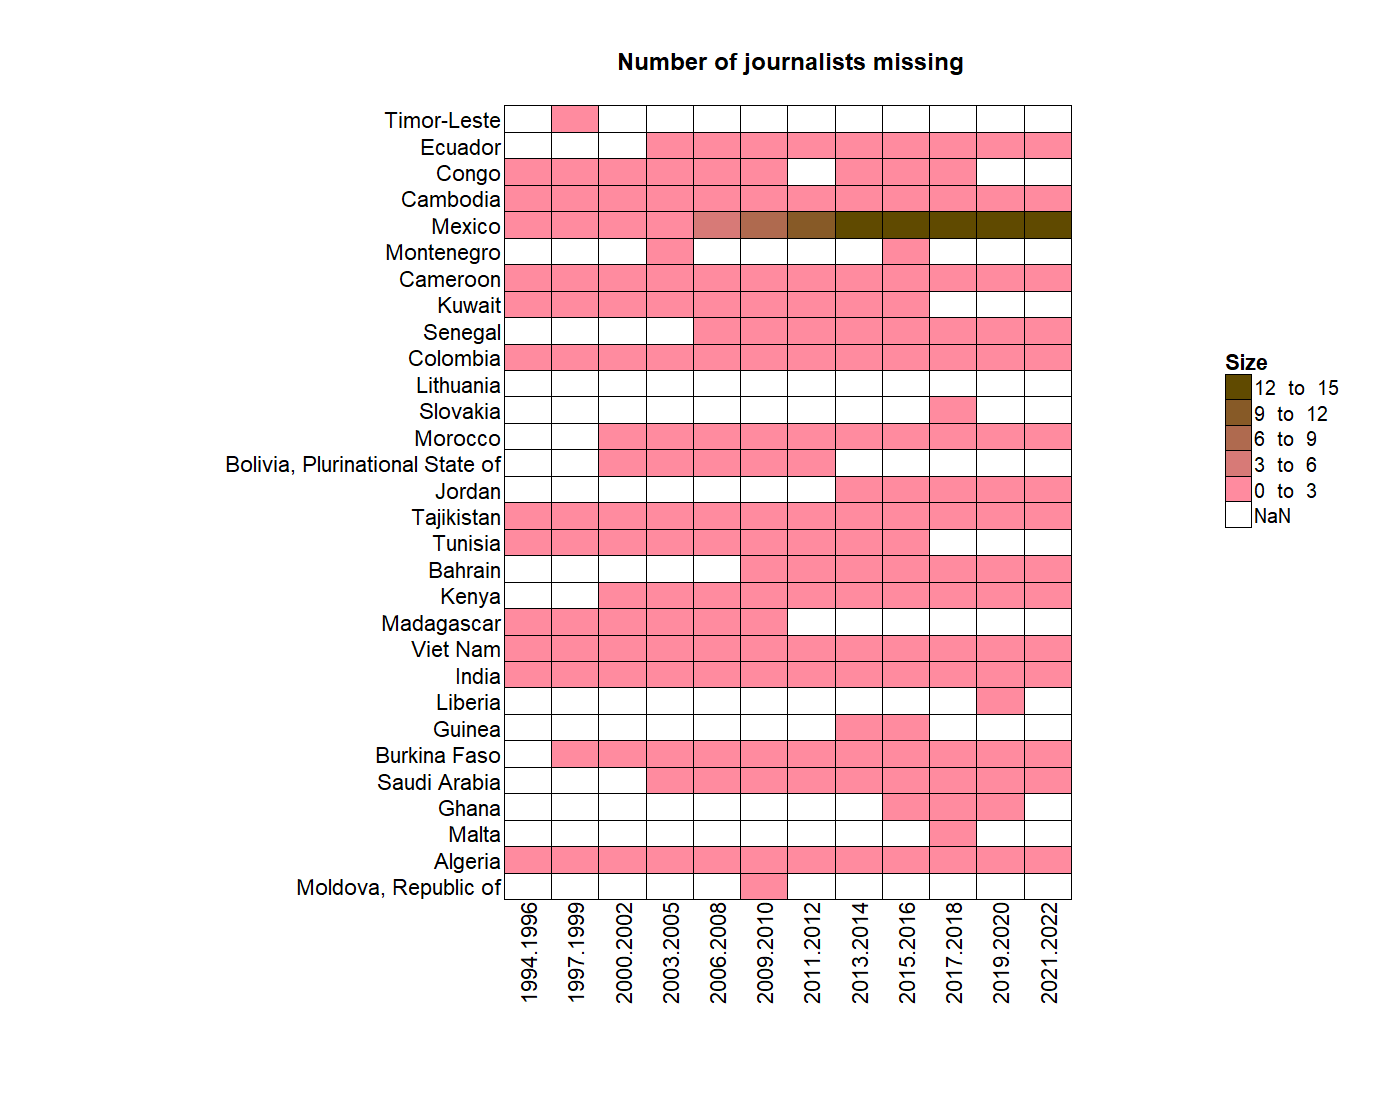 Number of journalists missing
Timor-Leste
Ecuador
Congo
Cambodia
Mexico
Montenegro
Cameroon
Kuwait
Senegal
Colombia
Lithuania
Slovakia
Morocco
Bolivia, Plurinational State of
Jordan
Tajikistan
Tunisia
Bahrain
Kenya
Madagascar
Viet Nam
India
Liberia
Guinea
Burkina Faso
Saudi Arabia
Ghana
Malta
Algeria
Moldova, Republic of
1994.1996
1997.1999
2000.2002
2003.2005
2006.2008
2009.2010
2011.2012
2013.2014
2015.2016
2017.2018
2019.2020
2021.2022
Size
12 to 15
9 to 12
6 to 9
3 to 6
0 to 3
NaN